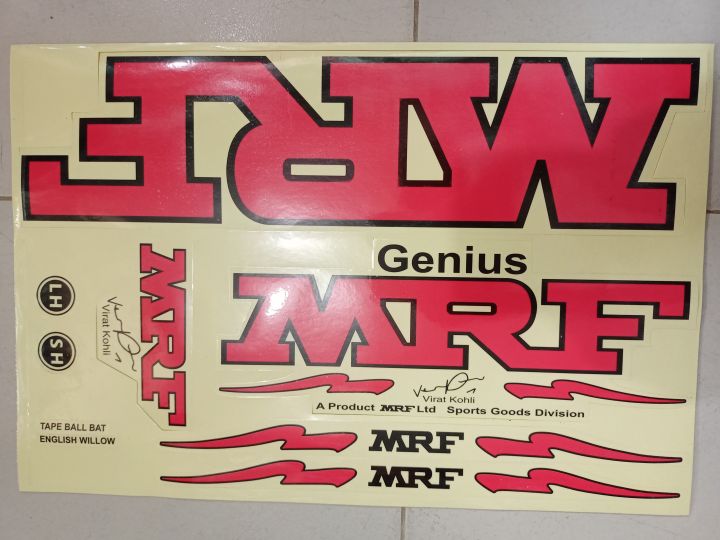 MRF
Genius
MRF
Virat Kohli
A Product MRF Ltd Sports Goods Division
MRF
MRF
LH
SH
MRF
Virat Kohli
TAPE BALL BAT
ENGLISH WILLOW